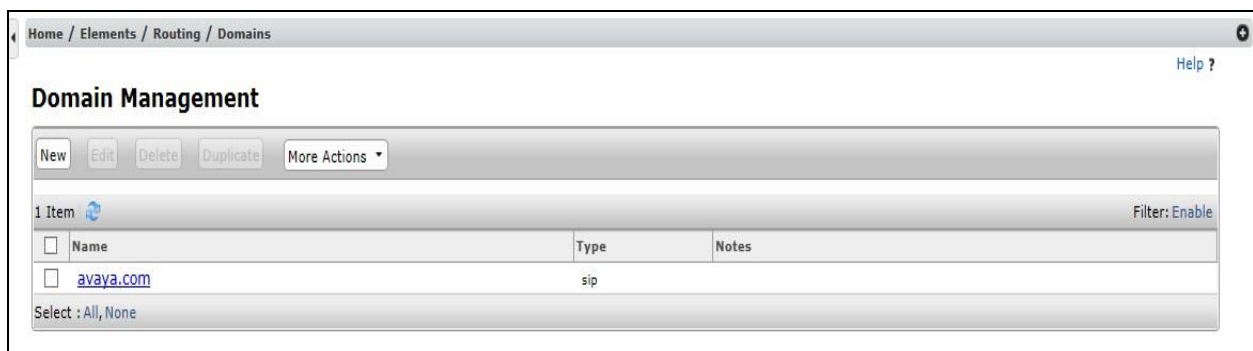 Home / Elements / Routing / Domains
Help ?
Domain Management
New Edit Delete Duplicate More Actions
1 Item Filter: Enable
Name Type Notes
avaya.com sip
Select : All, None